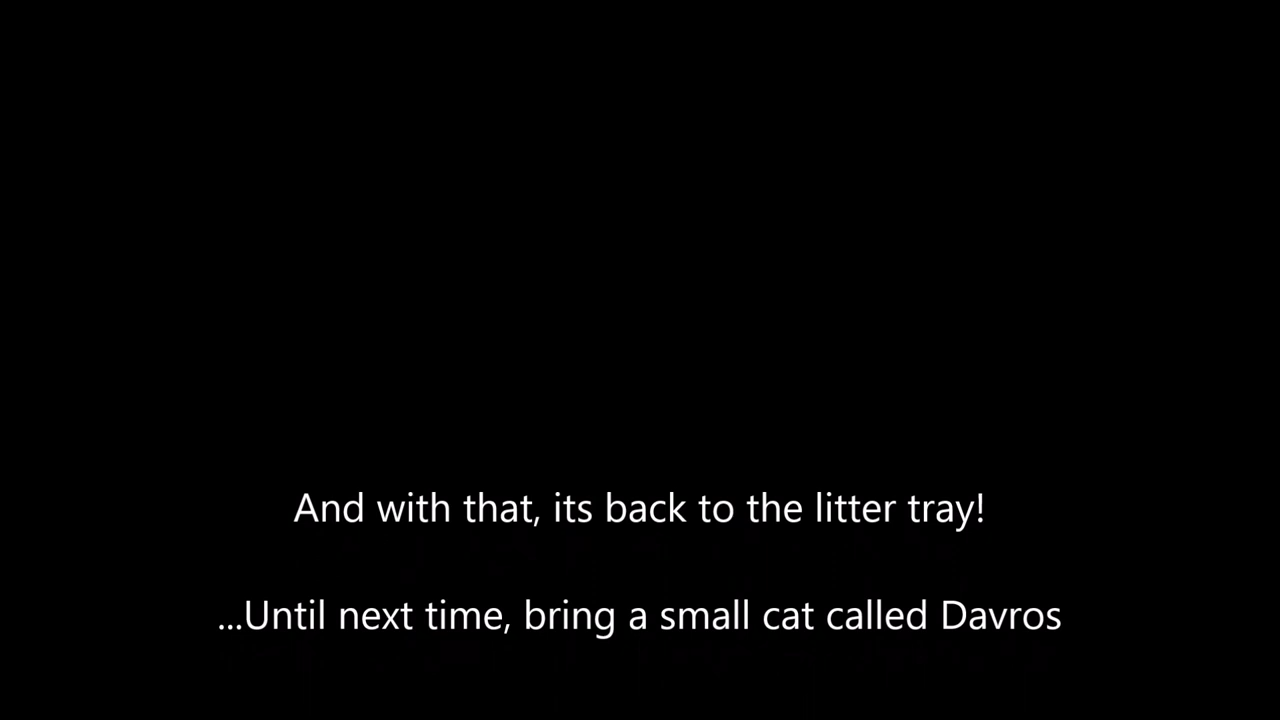 And with that, its back to the litter tray!
...Until next time, bring a small cat called Davros